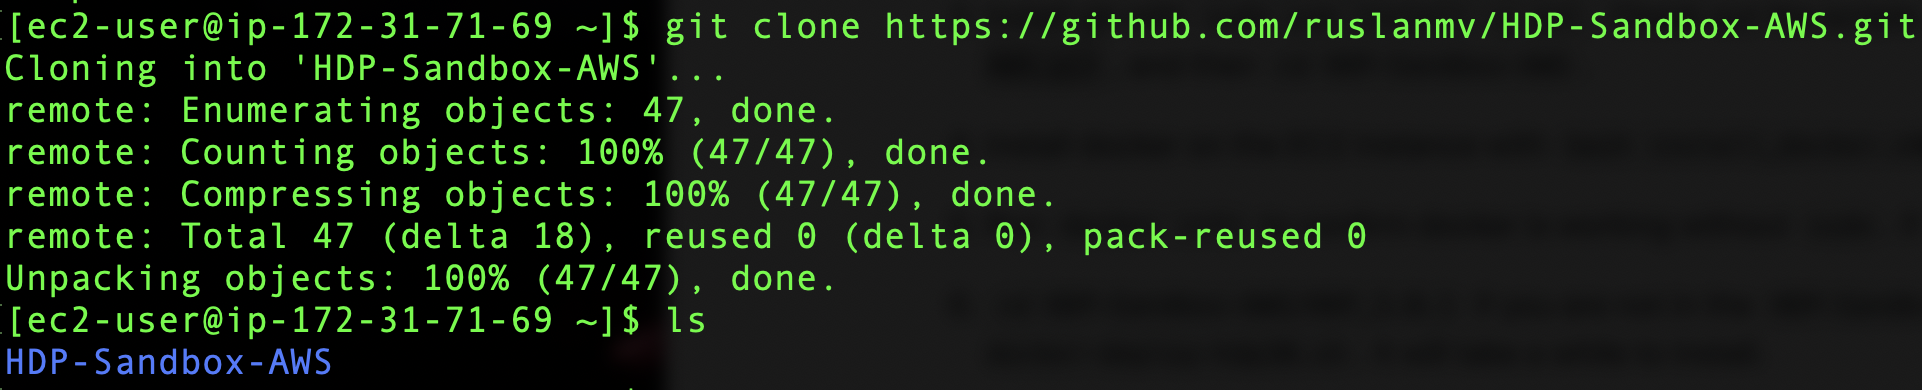 [ec2-user@ip-172-31-71-69 ~]$ git clone https://github.com/ruslanmv/HDP-Sandbox-AWS.git
Cloning into 'HDP-Sandbox-AWS'...
remote: Enumerating objects: 47, done.
remote: Counting objects: 100% (47/47), done.
remote: Compressing objects: 100% (47/47), done.
remote: Total 47 (delta 18), reused 0 (delta 0), pack-reused 0
Unpacking objects: 100% (47/47), done.
[ec2-user@ip-172-31-71-69 ~]$ ls
HDP-Sandbox-AWS